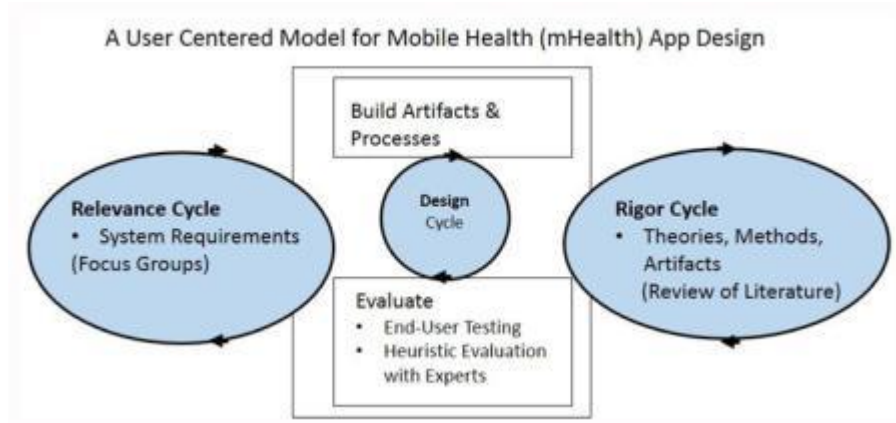 A User Centered Model for Mobile Health (mHealth) App Design
Build Artifacts &
Processes
Relevance Cycle
• System Requirements
(Focus Groups)
Design
Cycle
Rigor Cycle
• Theories, Methods,
Artifacts
(Review of Literature)
Evaluate
• End-User Testing
• Heuristic Evaluation
with Experts